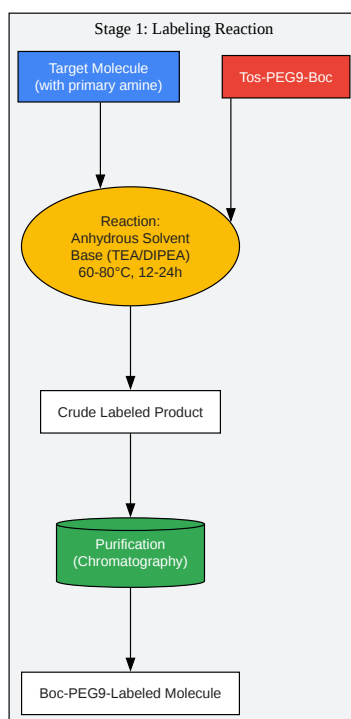 Stage 1: Labeling Reaction
Target Molecule
(with primary amine)
Tos-PEG9-Boc
Reaction:
Anhydrous Solvent
Base (TEA/DIPEA)
60-80°C, 12-24h
Crude Labeled Product
Purification
(Chromatography)
Boc-PEG9-Labeled Molecule